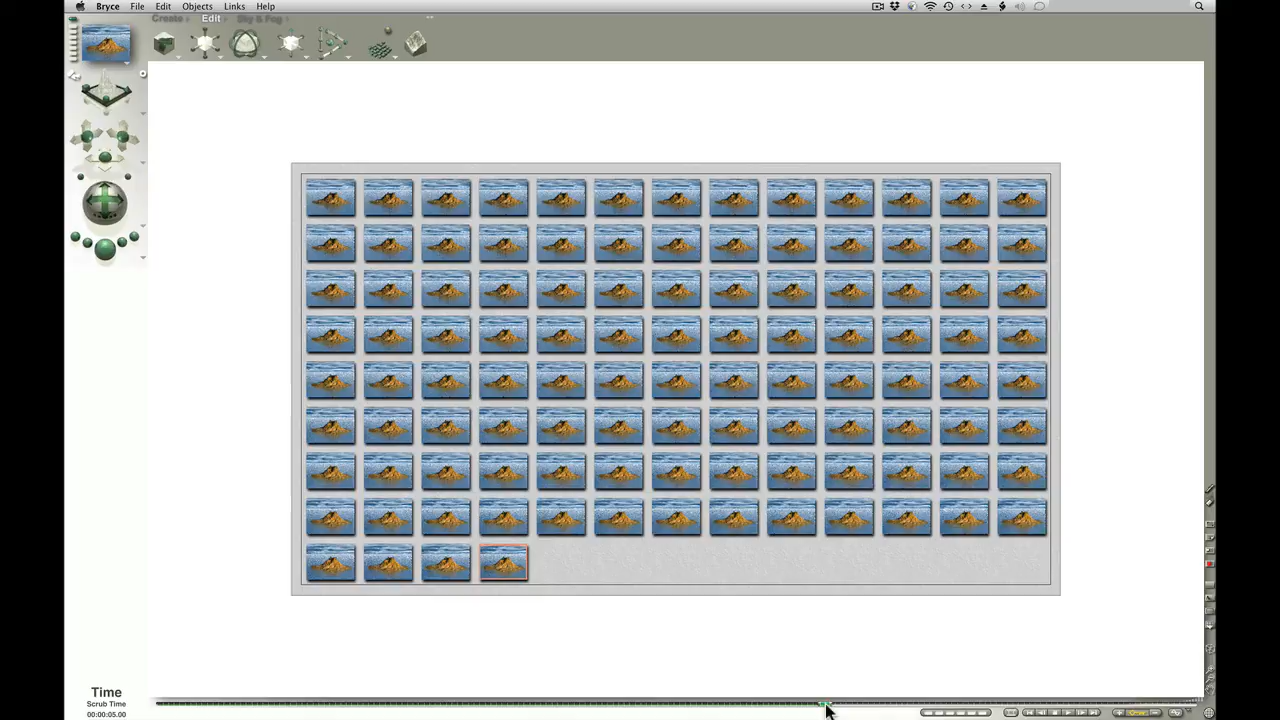 Bryce File Edit Objects Links Help
Create Edit Sky & Fog
Time
Scrub Time
00:00:05.00